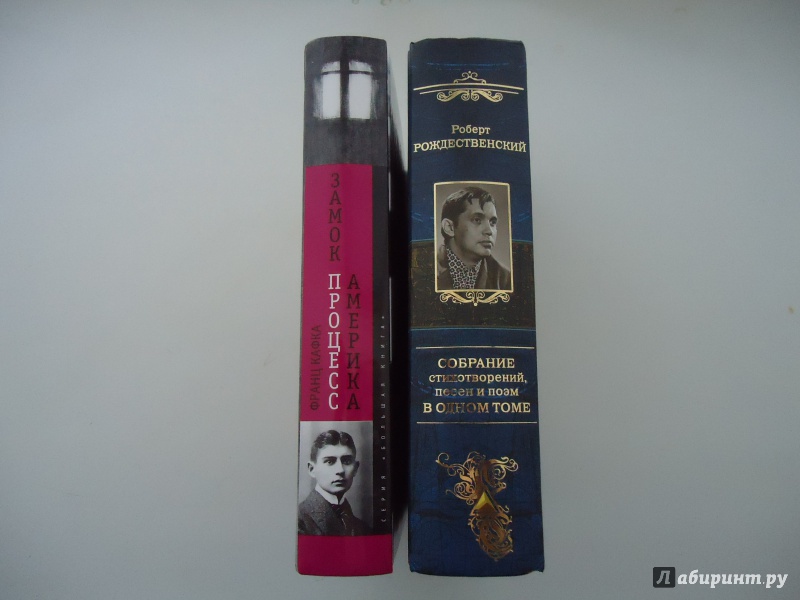 ФРАНЦ КАФКА
ЗАМОК
ПРОЦЕСС
АМЕРИКА
СЕРИЯ «БОЛЬШАЯ КНИГА»
Роберт
РОЖДЕСТВЕНСКИЙ
СОБРАНИЕ
стихотворений,
песен и поэм
В ОДНОМ ТОМЕ
Лабиринт.ру